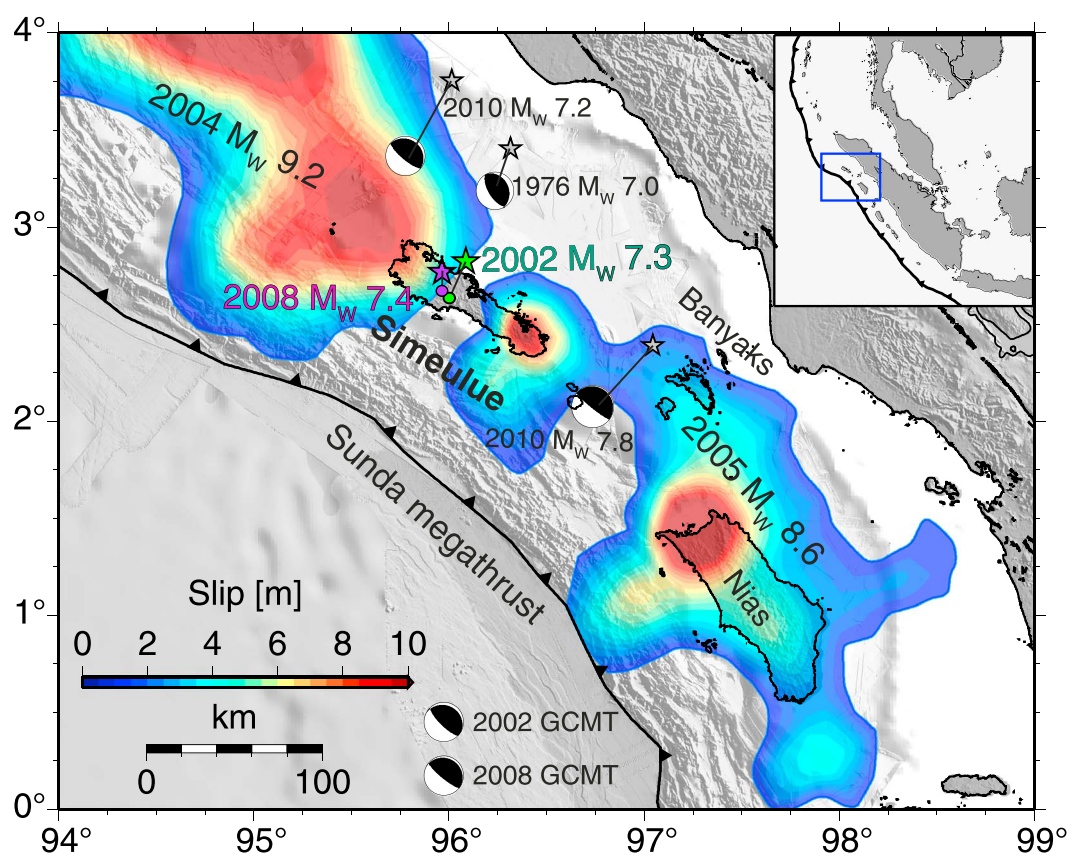 4°
3°
2°
1°
0°
94°
95°
96°
97°
98°
99°
2004 Mw 9.2
2010 Mw 7.2
1976 Mw 7.0
2002 Mw 7.3
2008 Mw 7.4
Simeulue
Banyaks
2010 Mw 7.8
2005 Mw 8.6
Sunda megathrust
Nias
Slip [m]
0 2 4 6 8 10
km
0 100
2002 GCMT
2008 GCMT